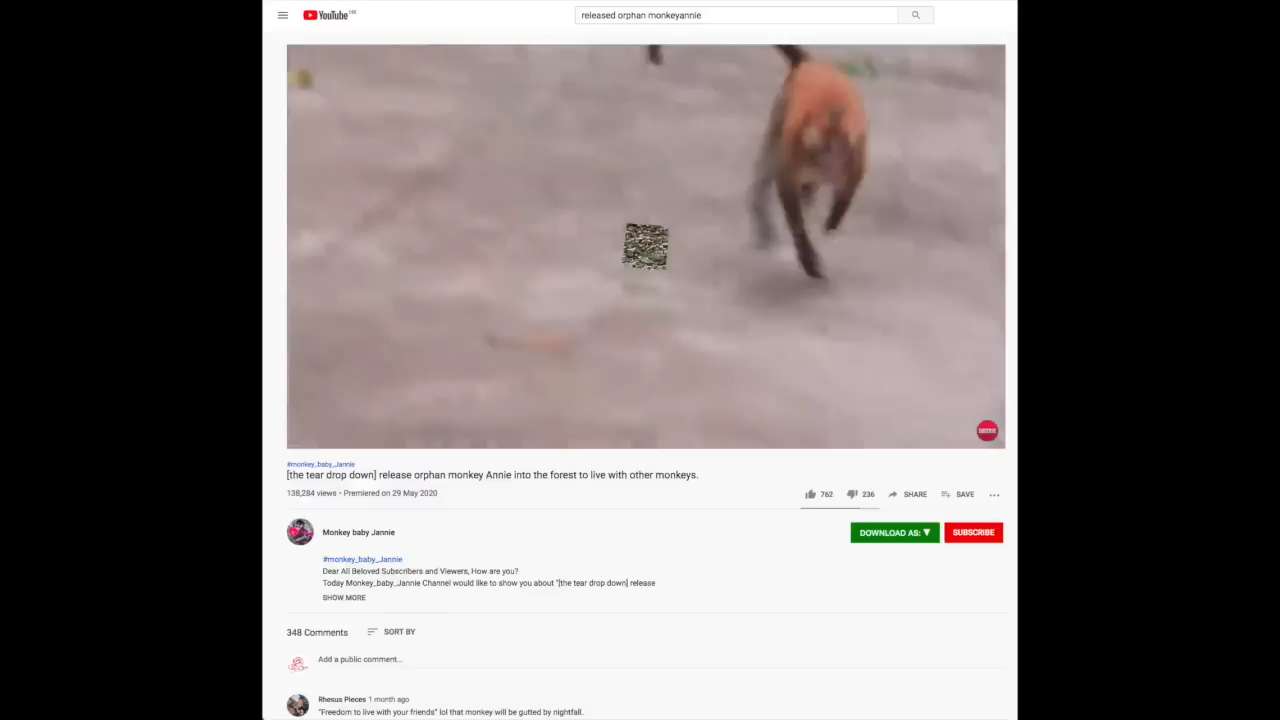 YouTube HK
released orphan monkeyannie
#monkey_baby_Jannie
[the tear drop down] release orphan monkey Annie into the forest to live with other monkeys.
138,284 views • Premiered on 29 May 2020
762 236 SHARE SAVE
Monkey baby Jannie
DOWNLOAD AS: ▼ SUBSCRIBE
#monkey_baby_Jannie
Dear All Beloved Subscribers and Viewers, How are you?
Today Monkey_baby_Jannie Channel would like to show you about "[the tear drop down] release
SHOW MORE
348 Comments SORT BY
Add a public comment...
Rhesus Pieces 1 month ago
"Freedom to live with your friends" lol that monkey will be gutted by nightfall.